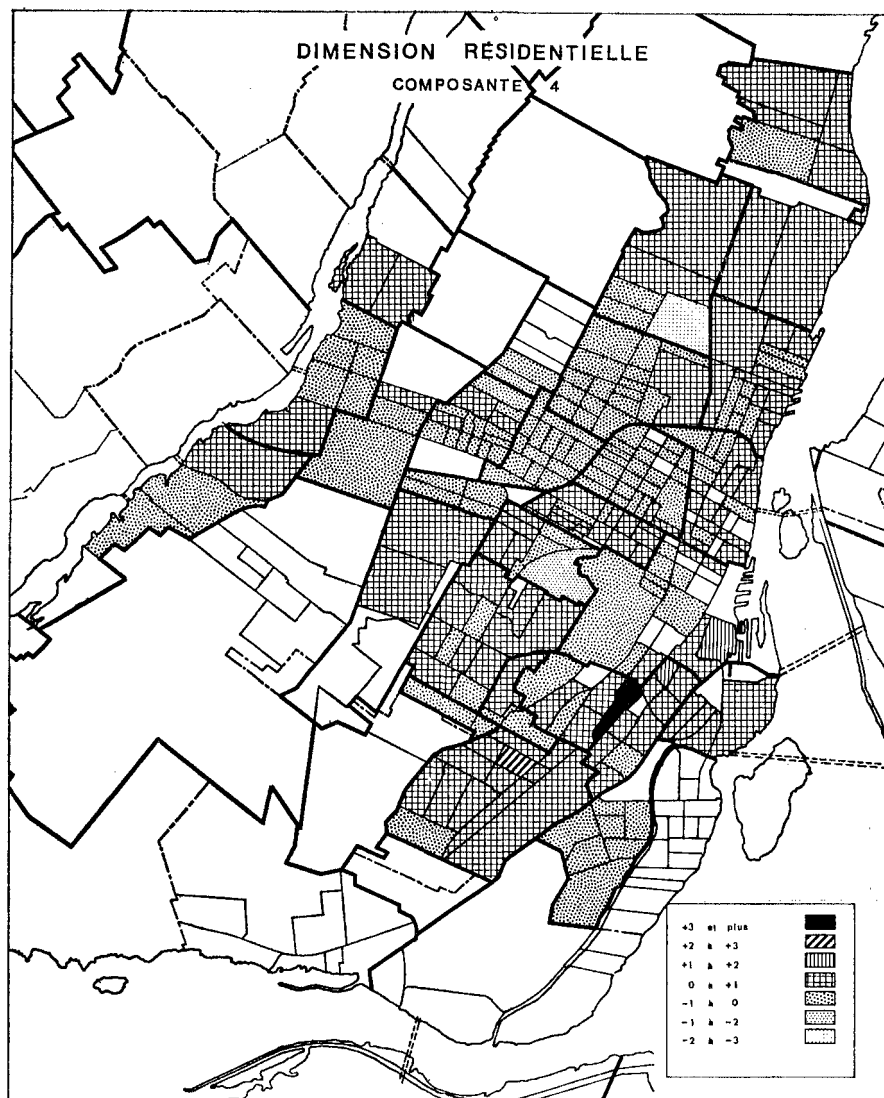 DIMENSION RÉSIDENTIELLE
COMPOSANTE 4
+3 et plus
+2 à +3
+1 à +2
0 à +1
-1 à 0
-1 à -2
-2 à -3